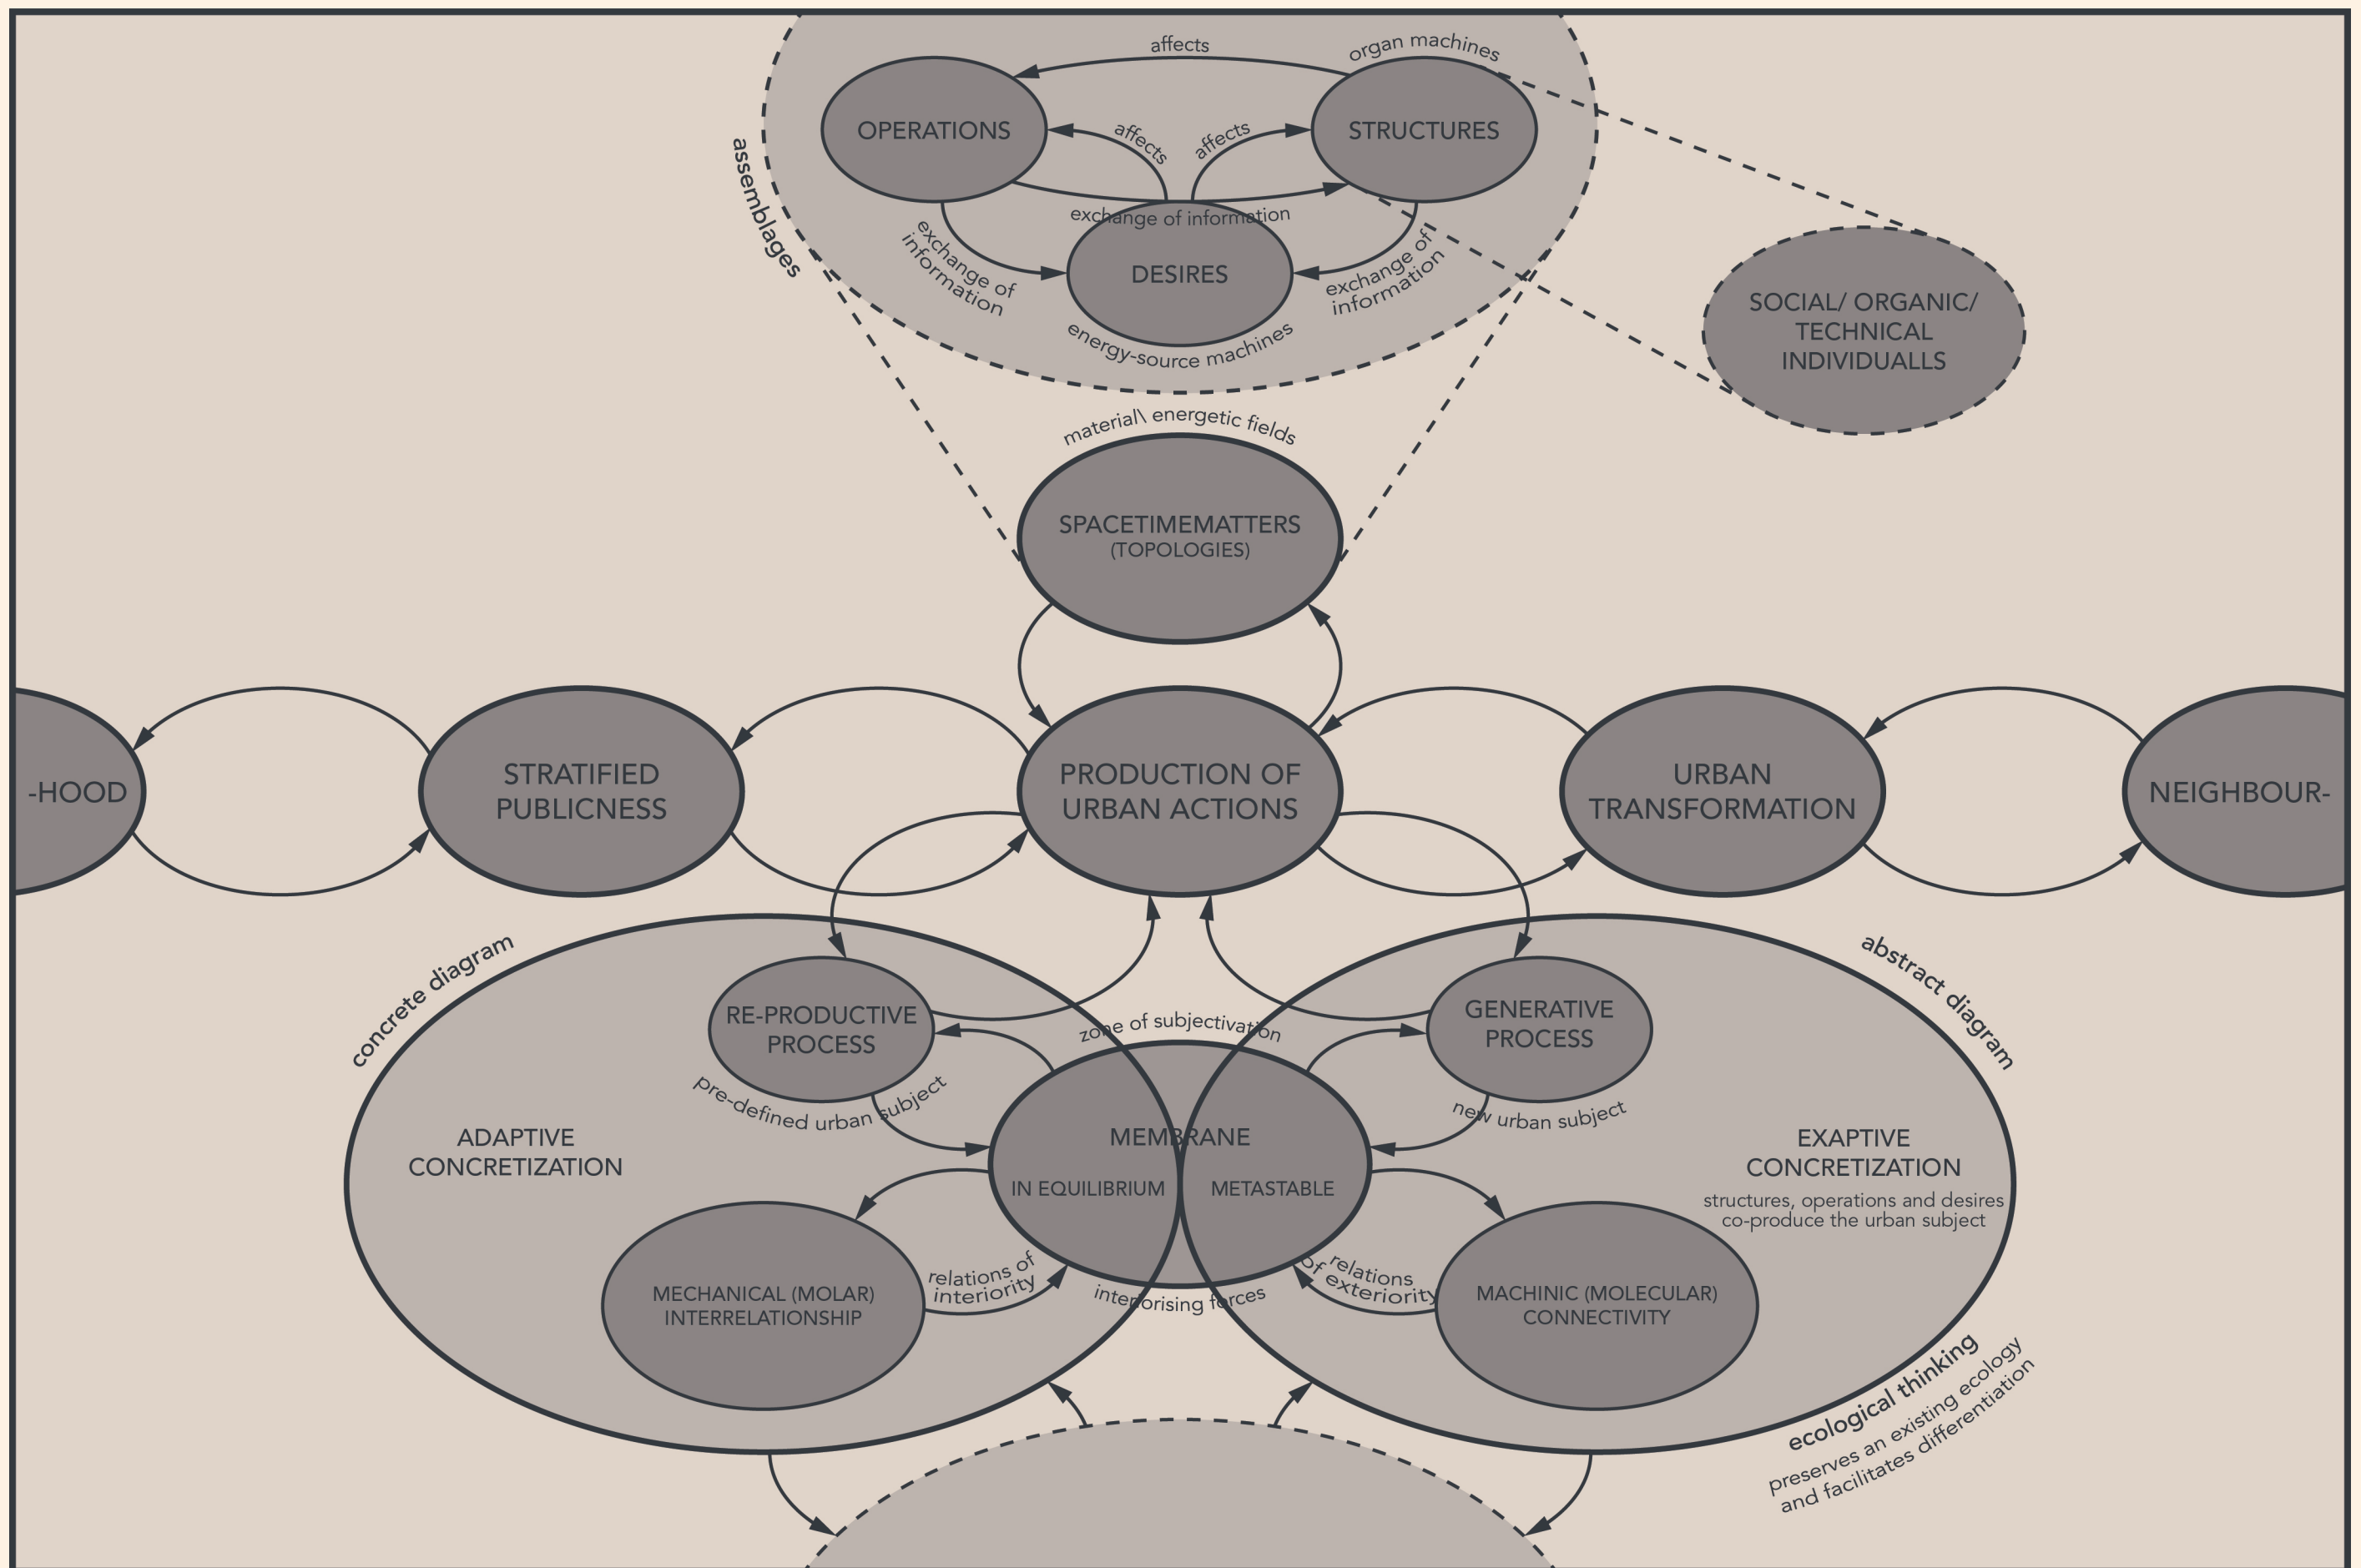 affects
organ machines
OPERATIONS
affects
affects
STRUCTURES
assemblages
exchange of information
exchange of
information
DESIRES
exchange of
information
energy-source machines
SOCIAL/ ORGANIC/
TECHNICAL
INDIVIDUALLS
material\ energetic fields
SPACETIMEMATTERS
(TOPOLOGIES)
-HOOD
STRATIFIED
PUBLICNESS
PRODUCTION OF
URBAN ACTIONS
URBAN
TRANSFORMATION
NEIGHBOUR-
concrete diagram
abstract diagram
RE-PRODUCTIVE
PROCESS
zone of subjectivation
GENERATIVE
PROCESS
pre-defined urban subject
new urban subject
ADAPTIVE
CONCRETIZATION
MEMBRANE
IN EQUILIBRIUM
METASTABLE
EXAPTIVE
CONCRETIZATION
structures, operations and desires
co-produce the urban subject
MECHANICAL (MOLAR)
INTERRELATIONSHIP
relations of
interiority
interiorising forces
relations
of exteriority
MACHINIC (MOLECULAR)
CONNECTIVITY
ecological thinking
preserves an existing ecology
and facilitates differentiation